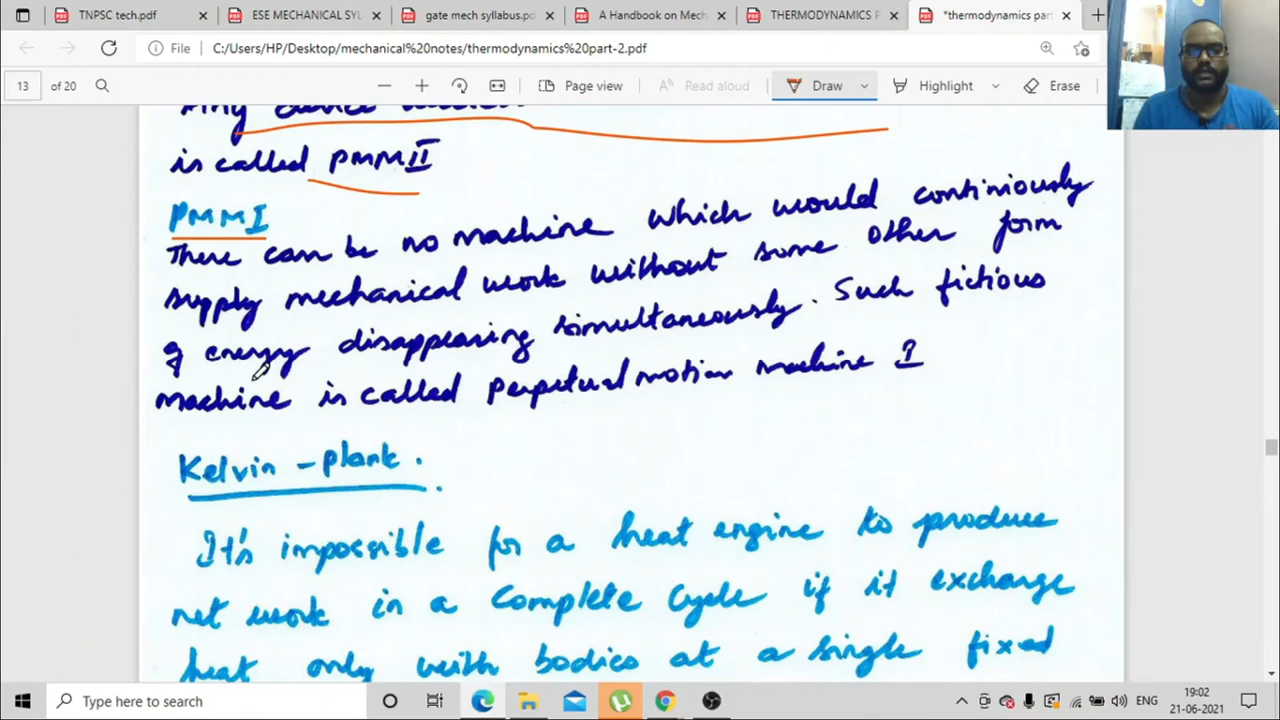 TNPSC tech.pdf
ESE MECHANICAL SYL
gate mech syllabus.pd
A Handbook on Mech
THERMODYNAMICS P
*thermodynamics par
File
C:/Users/HP/Desktop/mechanical%20notes/thermodynamics%20part-2.pdf
13 of 20
Page view
Read aloud
Draw
Highlight
Erase
Any device
is called PMMII
PMMI
There can be no machine which would continiously
supply mechanical work without some other form
of energy disappearing simultaneously. Such fictious
machine is called Perpetual motion machine I
Kelvin - plank.
It's impossible for a heat engine to produce
net work in a complete cycle if it exchange
heat only with bodies at a single fixed
Type here to search
ENG
19:02
21-06-2021